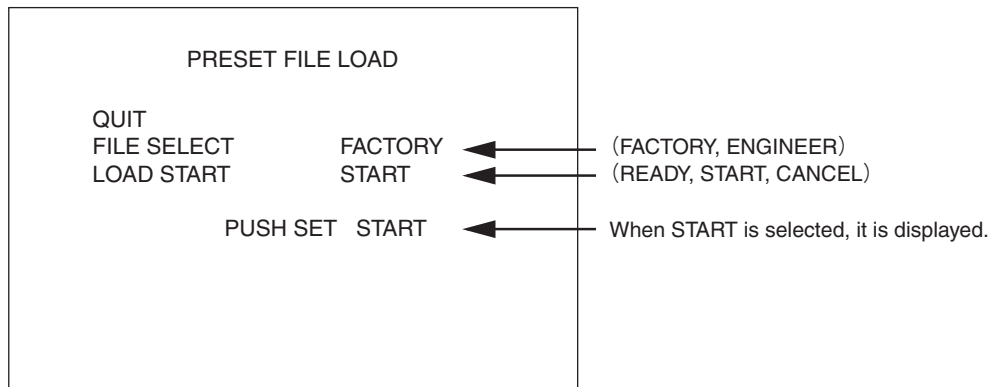 PRESET FILE LOAD
QUIT
FILE SELECT FACTORY (FACTORY, ENGINEER)
LOAD START START (READY, START, CANCEL)
PUSH SET START When START is selected, it is displayed.